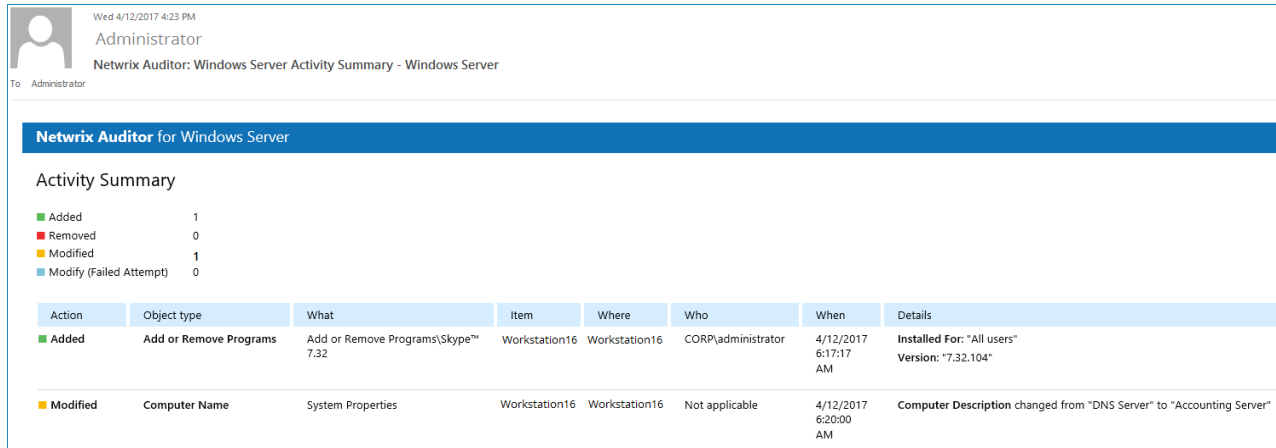 Wed 4/12/2017 4:23 PM
Administrator
Netwrix Auditor: Windows Server Activity Summary - Windows Server
To Administrator
Netwrix Auditor for Windows Server
Activity Summary
Added 1
Removed 0
Modified 1
Modify (Failed Attempt) 0
Action Object type What Item Where Who When Details
Added Add or Remove Programs Add or Remove Programs\Skype™ Workstation16 Workstation16 CORP\administrator 4/12/2017 Installed For: "All users"
7.32 6:17:17 Version: "7.32.104"
AM
Modified Computer Name System Properties Workstation16 Workstation16 Not applicable 4/12/2017 Computer Description changed from "DNS Server" to "Accounting Server"
6:20:00
AM